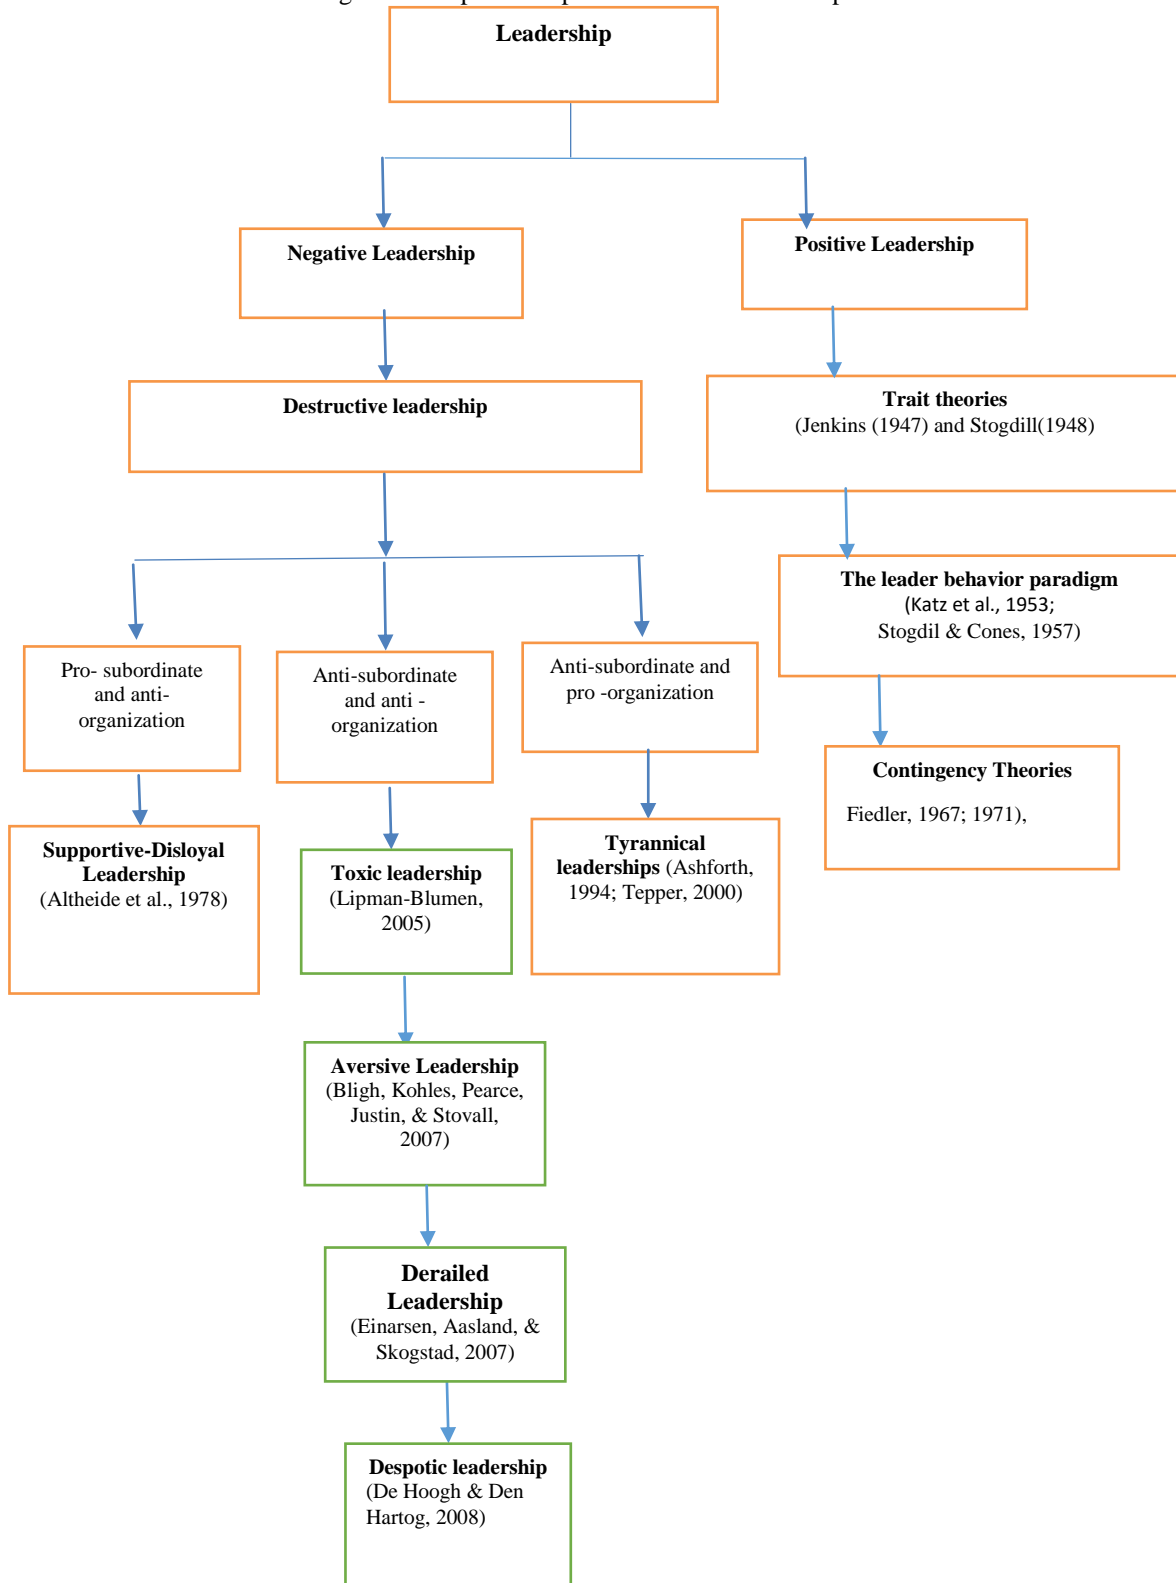 Leadership
Negative Leadership
Positive Leadership
Destructive leadership
Trait theories
(Jenkins (1947) and Stogdill(1948)
The leader behavior paradigm
(Katz et al., 1953;
Stogdil & Cones, 1957)
Contingency Theories
Fiedler, 1967; 1971),
Pro- subordinate
and anti-
organization
Anti-subordinate
and anti -
organization
Anti-subordinate and
pro -organization
Supportive-Disloyal
Leadership
(Altheide et al., 1978)
Toxic leadership
(Lipman-Blumen,
2005)
Tyrannical
leaderships (Ashforth,
1994; Tepper, 2000)
Aversive Leadership
(Bligh, Kohles, Pearce,
Justin, & Stovall,
2007)
Derailed
Leadership
(Einarsen, Aasland, &
Skogstad, 2007)
Despotic leadership
(De Hoogh & Den
Hartog, 2008)